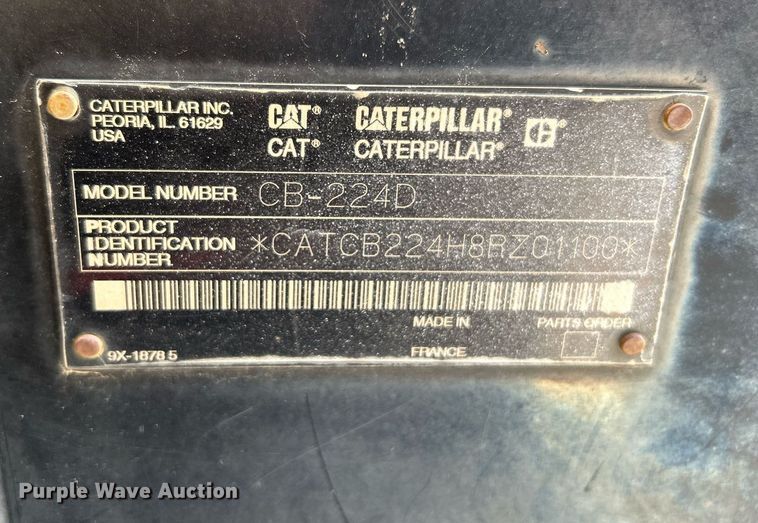 CATERPILLAR INC.
PEORIA, IL. 61629
USA
CAT® CATERPILLAR® C®
CAT® CATERPILLAR®
MODEL NUMBER CB-224D
PRODUCT
IDENTIFICATION
NUMBER
*CATCB224H8RZ01100*
MADE IN
FRANCE
PARTS ORDER
9X-1878 5
Purple Wave Auction